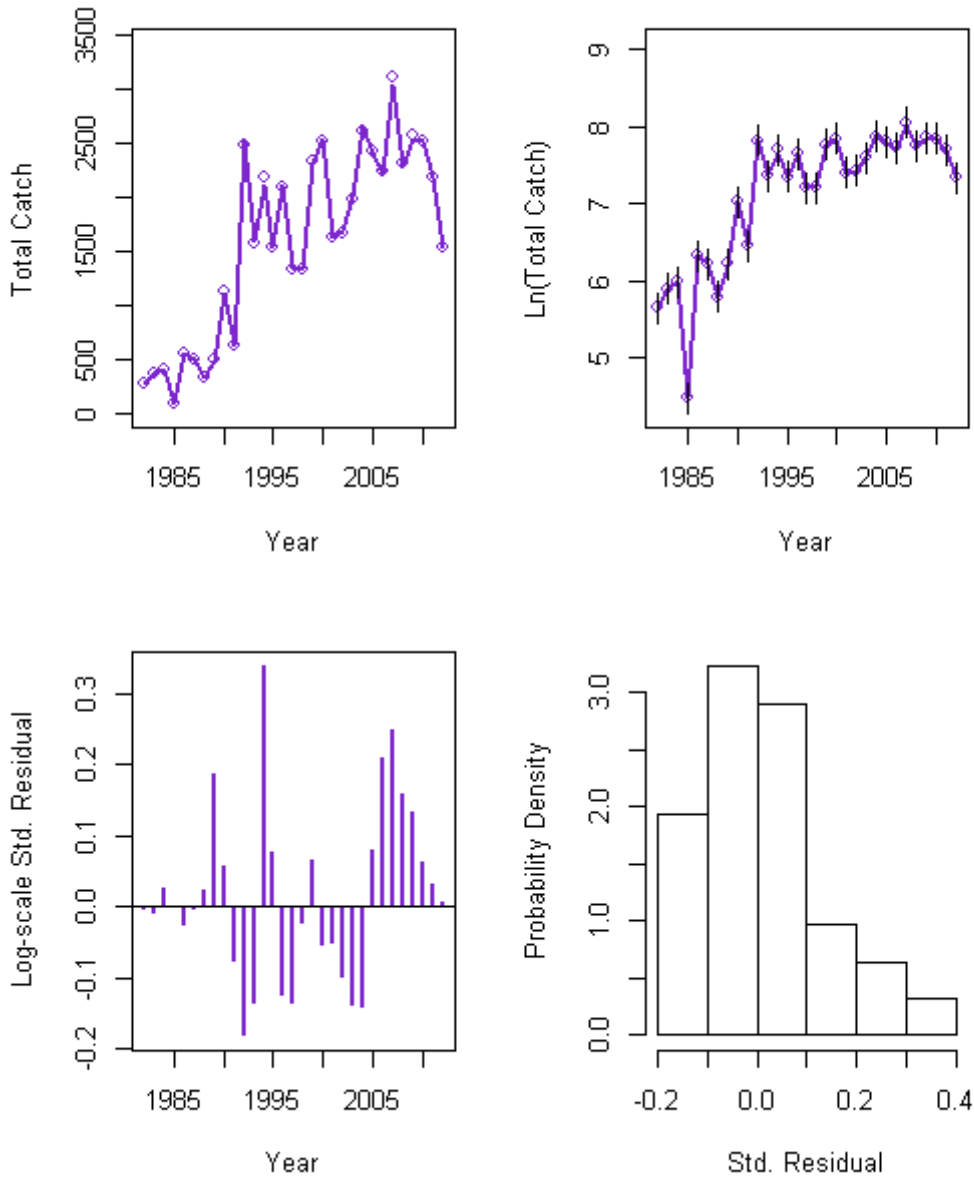 Total Catch
3500
2500
1500
500
0
1985 1995 2005
Year
Ln(Total Catch)
9
8
7
6
5
1985 1995 2005
Year
Log-scale Std. Residual
0.3
0.2
0.1
0.0
-0.1
-0.2
1985 1995 2005
Year
Probability Density
3.0
2.0
1.0
0.0
-0.2 0.0 0.2 0.4
Std. Residual